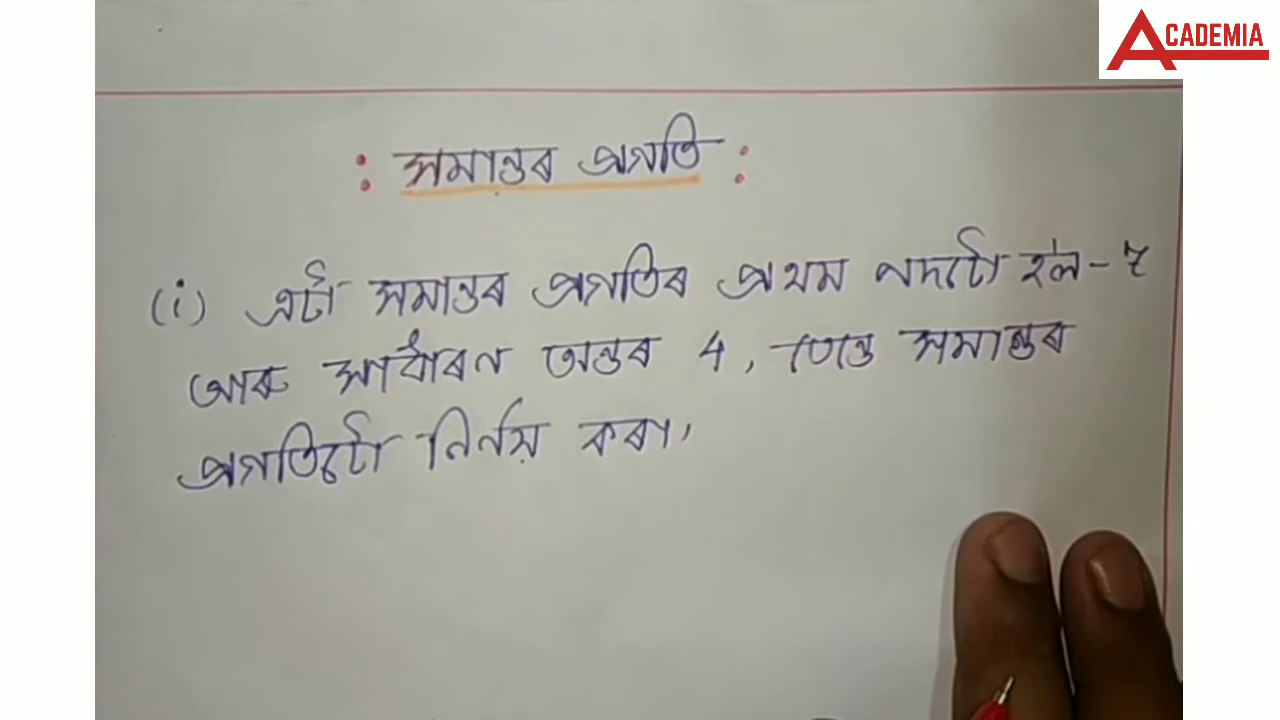 ACADEMIA
: সমান্তৰ প্ৰগতি :
(i) এটা সমান্তৰ প্ৰগতিৰ প্ৰথম পদটো হ'ল - 7
আৰু সাধাৰণ অন্তৰ 4, তেন্তে সমান্তৰ
প্ৰগতিটো নিৰ্ণয় কৰা,